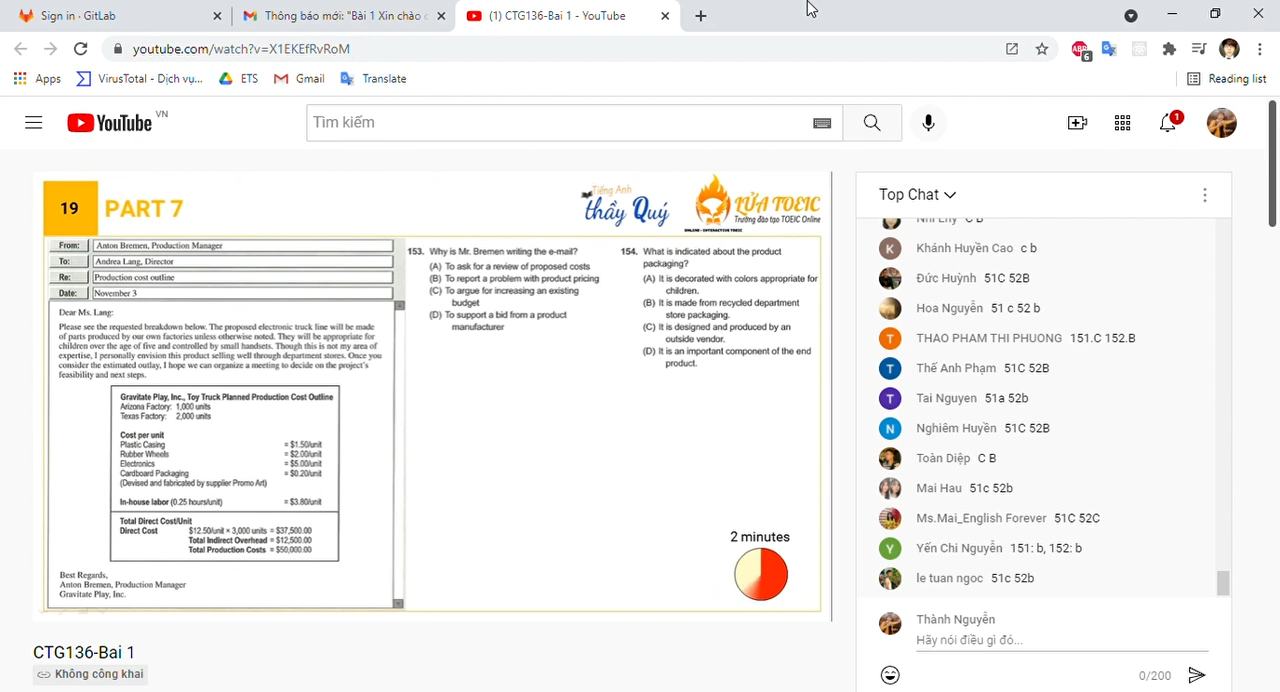 Sign in · GitLab
Thông báo mới: "Bài 1 Xin chào c
(1) CTG136-Bai 1 - YouTube
youtube.com/watch?v=X1EKEfRvRoM
ABP
6
Apps
VirusTotal - Dịch vụ...
ETS
Gmail
Translate
Reading list
YouTube VN
Tìm kiếm
1
19
PART 7
Tiếng Anh
thầy Quý
LỬA TOEIC
Trường đào tạo TOEIC Online
ONLINE - INTERACTIVE TOEIC
From: Anton Bremen, Production Manager
To: Andrea Lang, Director
Re: Production cost outline
Date: November 3
Dear Ms. Lang:
Please see the requested breakdown below. The proposed electronic truck line will be made
of parts produced by our own factories unless otherwise noted. They will be appropriate for
children over the age of five and controlled by small handsets. Though this is not my area of
expertise, I personally envision this product selling well through department stores. Once you
consider the estimated outlay, I hope we can organize a meeting to decide on the project's
feasibility and next steps.
Gravitate Play, Inc., Toy Truck Planned Production Cost Outline
Arizona Factory: 1,000 units
Texas Factory: 2,000 units
Cost per unit
Plastic Casing = $1.50/unit
Rubber Wheels = $2.00/unit
Electronics = $5.00/unit
Cardboard Packaging = $0.20/unit
(Devised and fabricated by supplier Promo Art)
In-house labor (0.25 hours/unit) = $3.80/unit
Total Direct Cost/Unit
Direct Cost $12.50/unit × 3,000 units = $37,500.00
Total Indirect Overhead = $12,500.00
Total Production Costs = $50,000.00
Best Regards,
Anton Bremen, Production Manager
Gravitate Play, Inc.
153. Why is Mr. Bremen writing the e-mail?
(A) To ask for a review of proposed costs
(B) To report a problem with product pricing
(C) To argue for increasing an existing
budget
(D) To support a bid from a product
manufacturer
154. What is indicated about the product
packaging?
(A) It is decorated with colors appropriate for
children.
(B) It is made from recycled department
store packaging.
(C) It is designed and produced by an
outside vendor.
(D) It is an important component of the end
product.
2 minutes
CTG136-Bai 1
Không công khai
Top Chat
K Khánh Huyền Cao c b
Đức Huỳnh 51C 52B
Hoa Nguyễn 51 c 52 b
T THAO PHAM THI PHUONG 151.C 152.B
T Thế Anh Phạm 51C 52B
T Tai Nguyen 51a 52b
N Nghiêm Huyền 51C 52B
Toàn Diệp C B
Mai Hau 51c 52b
Ms.Mai_English Forever 51C 52C
Y Yến Chi Nguyễn 151: b, 152: b
le tuan ngoc 51c 52b
Thành Nguyễn
Hãy nói điều gì đó...
0/200